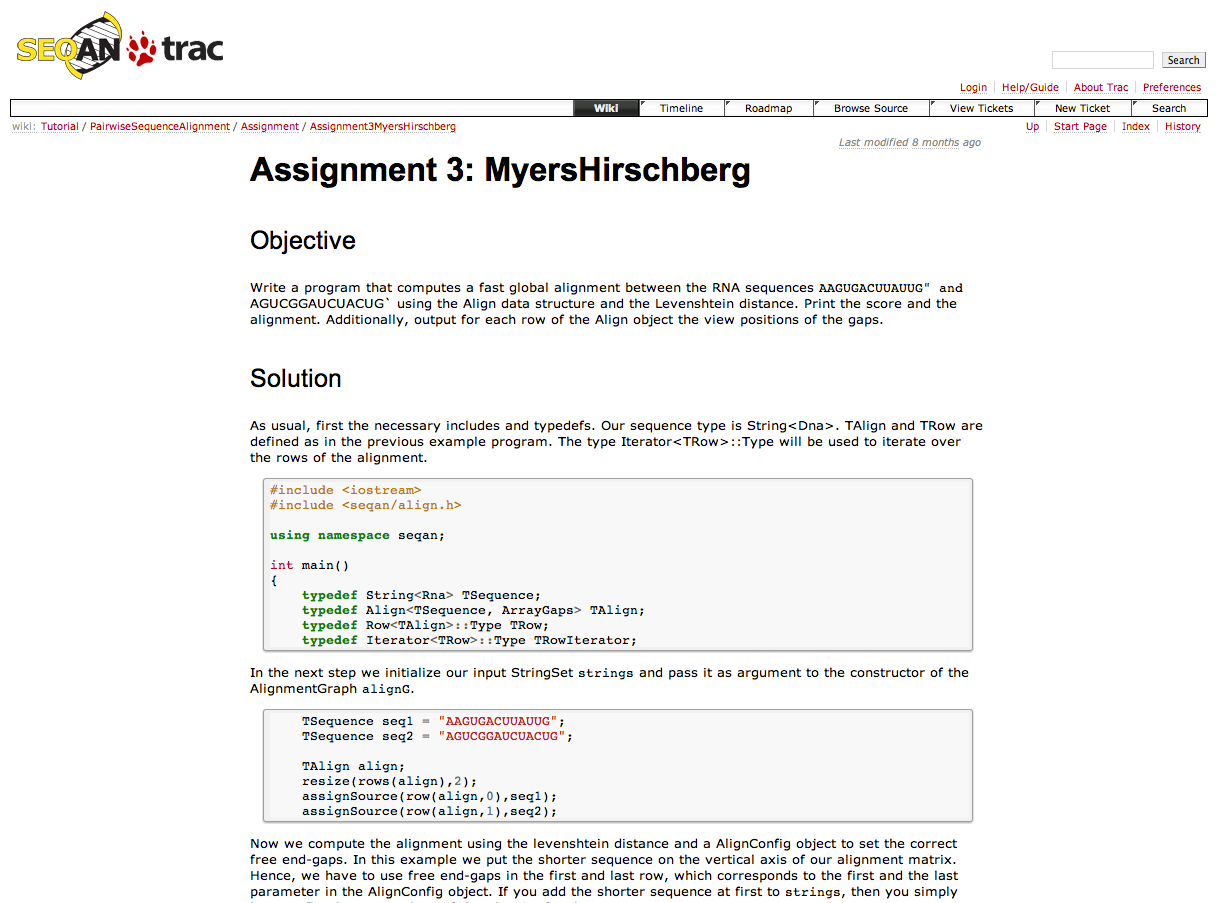 SEQAN trac
Search
Login Help/Guide About Trac Preferences
Wiki Timeline Roadmap Browse Source View Tickets New Ticket Search
wiki: Tutorial / PairwiseSequenceAlignment / Assignment / Assignment3MyersHirschberg
Up Start Page Index History
Last modified 8 months ago
Assignment 3: MyersHirschberg
Objective
Write a program that computes a fast global alignment between the RNA sequences AAGUGACUUAUUG" and
AGUCGGAUCUACUG` using the Align data structure and the Levenshtein distance. Print the score and the
alignment. Additionally, output for each row of the Align object the view positions of the gaps.
Solution
As usual, first the necessary includes and typedefs. Our sequence type is String<Dna>. TAlign and TRow are
defined as in the previous example program. The type Iterator<TRow>::Type will be used to iterate over
the rows of the alignment.
#include <iostream>
#include <seqan/align.h>
using namespace seqan;
int main()
{
typedef String<Rna> TSequence;
typedef Align<TSequence, ArrayGaps> TAlign;
typedef Row<TAlign>::Type TRow;
typedef Iterator<TRow>::Type TRowIterator;
In the next step we initialize our input StringSet strings and pass it as argument to the constructor of the
AlignmentGraph alignG.
TSequence seq1 = "AAGUGACUUAUUG";
TSequence seq2 = "AGUCGGAUCUACUG";
TAlign align;
resize(rows(align),2);
assignSource(row(align,0),seq1);
assignSource(row(align,1),seq2);
Now we compute the alignment using the levenshtein distance and a AlignConfig object to set the correct
free end-gaps. In this example we put the shorter sequence on the vertical axis of our alignment matrix.
Hence, we have to use free end-gaps in the first and last row, which corresponds to the first and the last
parameter in the AlignConfig object. If you add the shorter sequence at first to strings, then you simply